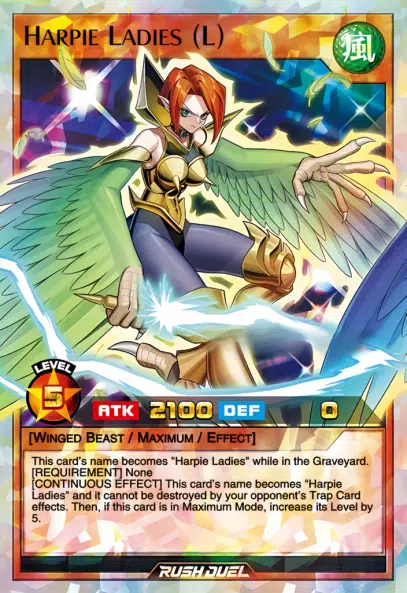 Harpie Ladies (L)
瘋
LEVEL
5
ATK 2100 DEF 0
[Winged Beast / Maximum / Effect]
This card's name becomes "Harpie Ladies" while in the Graveyard.
[REQUIREMENT] None
[CONTINUOUS EFFECT] This card's name becomes "Harpie
Ladies" and it cannot be destroyed by your opponent's Trap Card
effects. Then, if this card is in Maximum Mode, increase its Level by
5.
RUSH DUEL